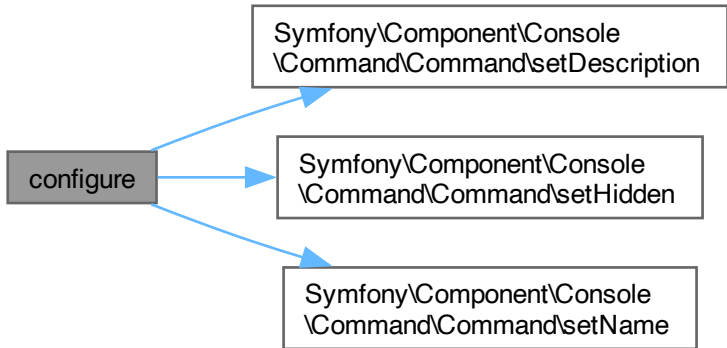 Symfony\Component\Console
\Command\Command\setDescription
configure
Symfony\Component\Console
\Command\Command\setHidden
Symfony\Component\Console
\Command\Command\setName